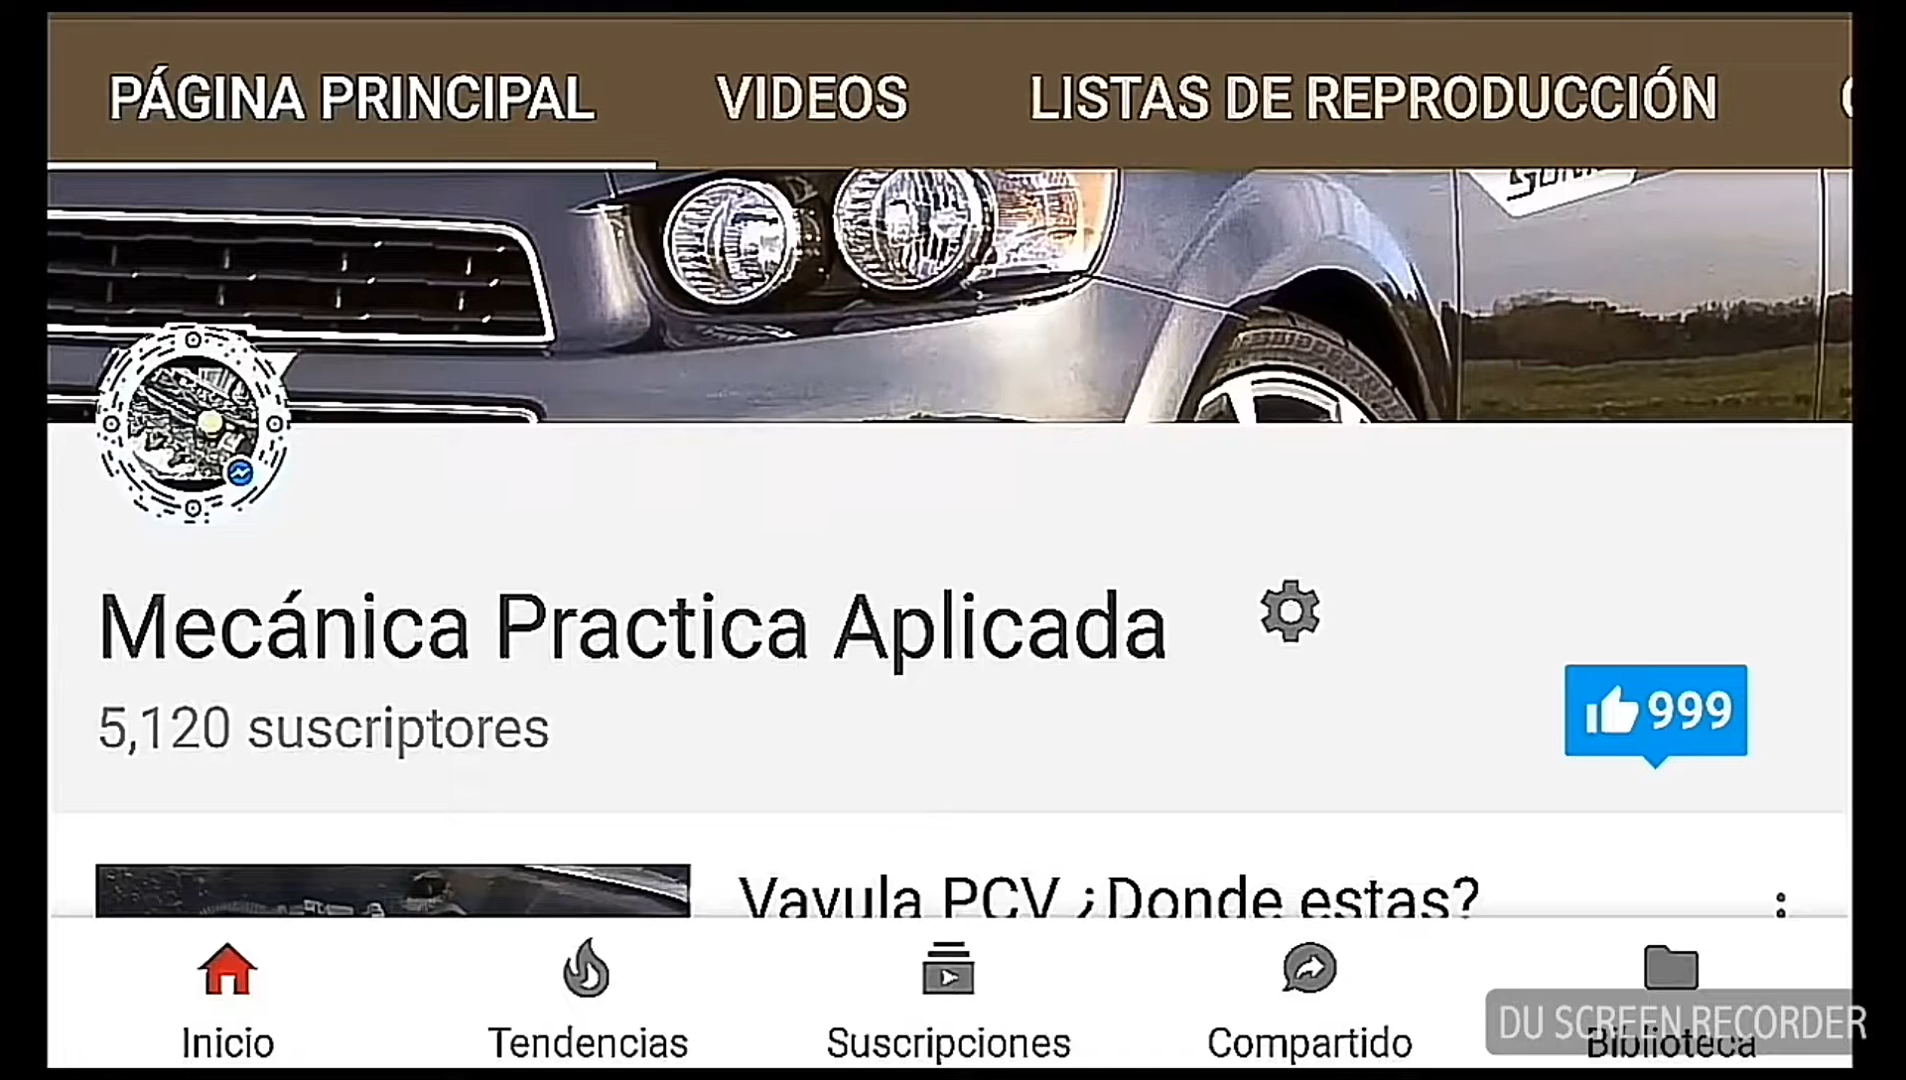 PÁGINA PRINCIPAL VIDEOS LISTAS DE REPRODUCCIÓN
Mecánica Practica Aplicada
5,120 suscriptores
999
Vavula PCV ¿Donde estas?
Inicio Tendencias Suscripciones Compartido Biblioteca
DU SCREEN RECORDER